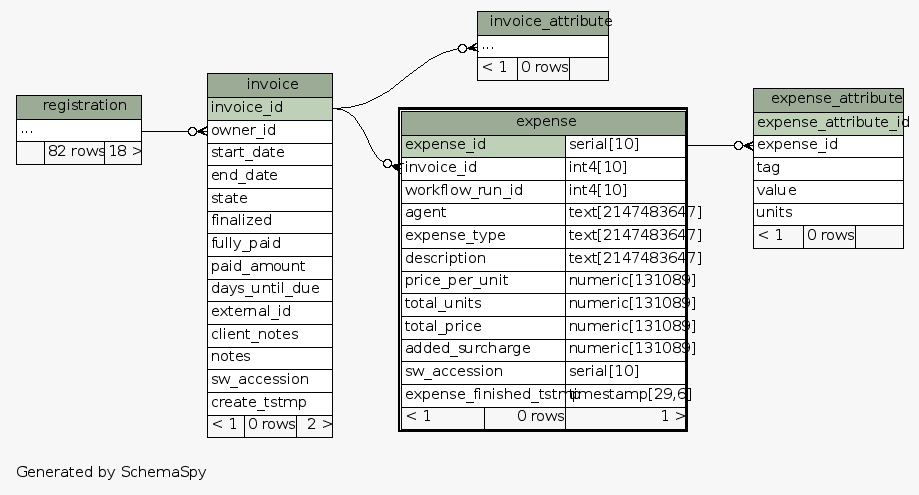 invoice_attribute
...
< 1 0 rows
invoice
invoice_id
owner_id
start_date
end_date
state
finalized
fully_paid
paid_amount
days_until_due
external_id
client_notes
notes
sw_accession
create_tstmp
< 1 0 rows 2 >
registration
...
82 rows 18 >
expense
expense_id serial[10]
invoice_id int4[10]
workflow_run_id int4[10]
agent text[2147483647]
expense_type text[2147483647]
description text[2147483647]
price_per_unit numeric[131089]
total_units numeric[131089]
total_price numeric[131089]
added_surcharge numeric[131089]
sw_accession serial[10]
expense_finished_tstmp timestamp[29,6]
< 1 0 rows 1 >
expense_attribute
expense_attribute_id
expense_id
tag
value
units
< 1 0 rows
Generated by SchemaSpy